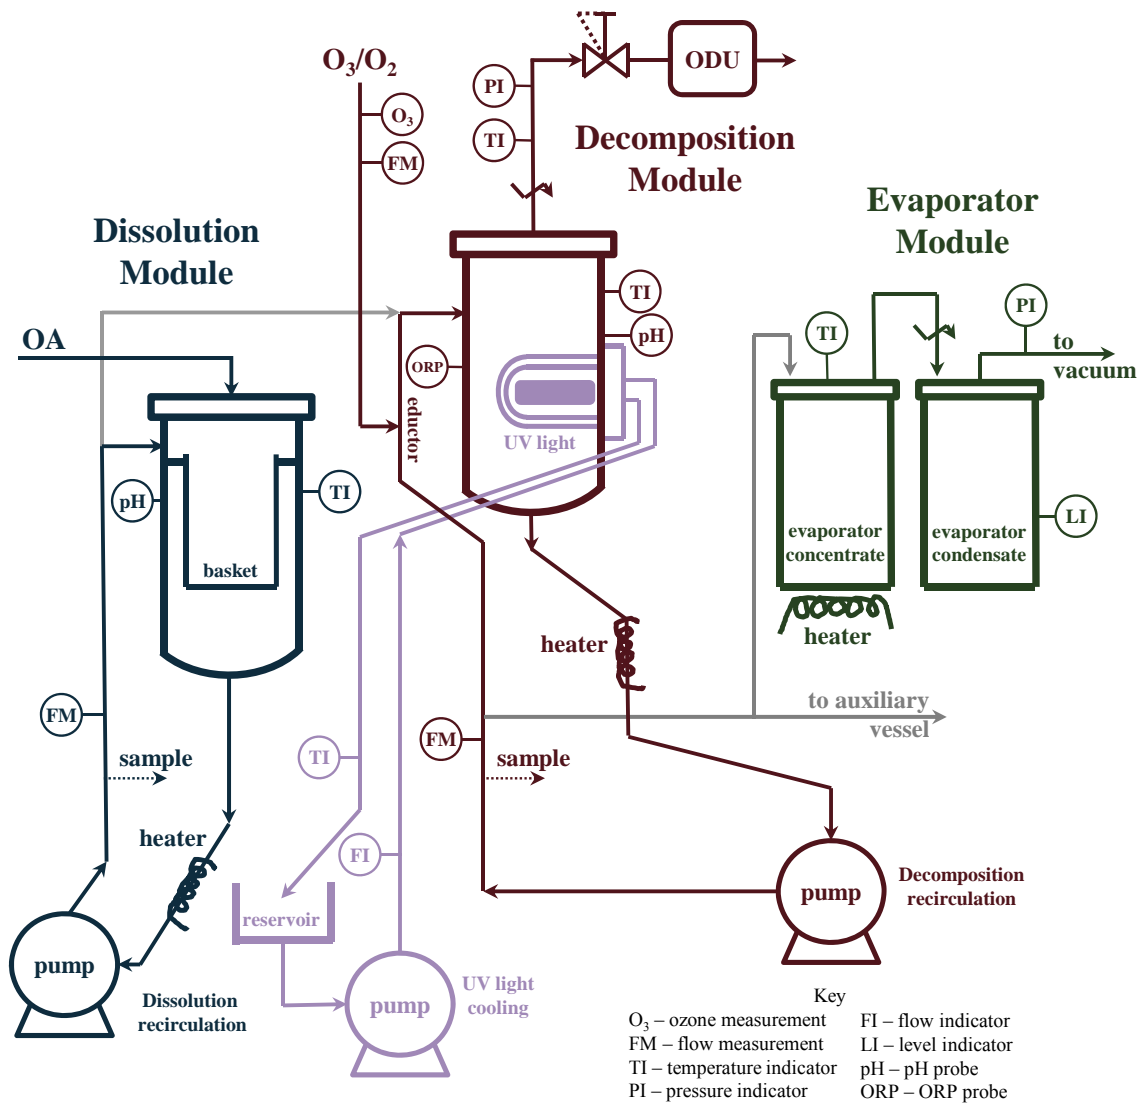 O₃/O₂
O₃
FM
PI
TI
ODU
Decomposition
Module
Dissolution
Module
OA
pH
TI
basket
FM
sample
heater
pump
Dissolution
recirculation
TI
pH
ORP
eductor
UV light
heater
FM
sample
to auxiliary
vessel
TI
FI
reservoir
pump
UV light
cooling
pump
Decomposition
recirculation
Evaporator
Module
TI
PI
to
vacuum
LI
evaporator
concentrate
evaporator
condensate
heater
Key
O₃ – ozone measurement
FM – flow measurement
TI – temperature indicator
PI – pressure indicator
FI – flow indicator
LI – level indicator
pH – pH probe
ORP – ORP probe